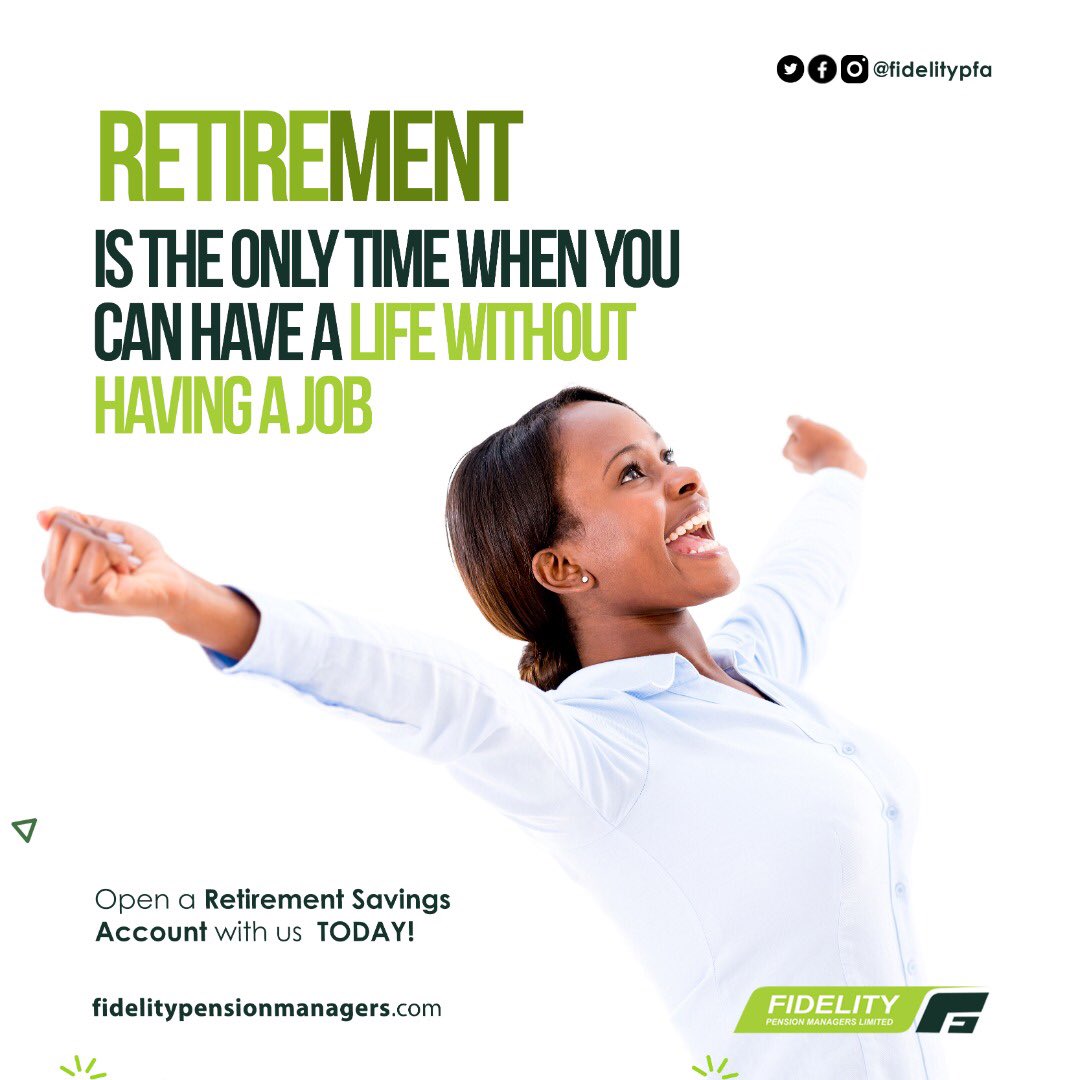 @fidelitypfa
RETIREMENT
IS THE ONLY TIME WHEN YOU
CAN HAVE A LIFE WITHOUT
HAVING A JOB
Open a Retirement Savings
Account with us TODAY!
fidelitypensionmanagers.com
FIDELITY
PENSION MANAGERS LIMITED